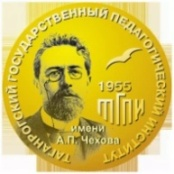 ТАГАНРОГСКИЙ ГОСУДАРСТВЕННЫЙ ПЕДАГОГИЧЕСКИЙ ИНСТИТУТ
1955
ТГПИ
имени
А.П. Чехова